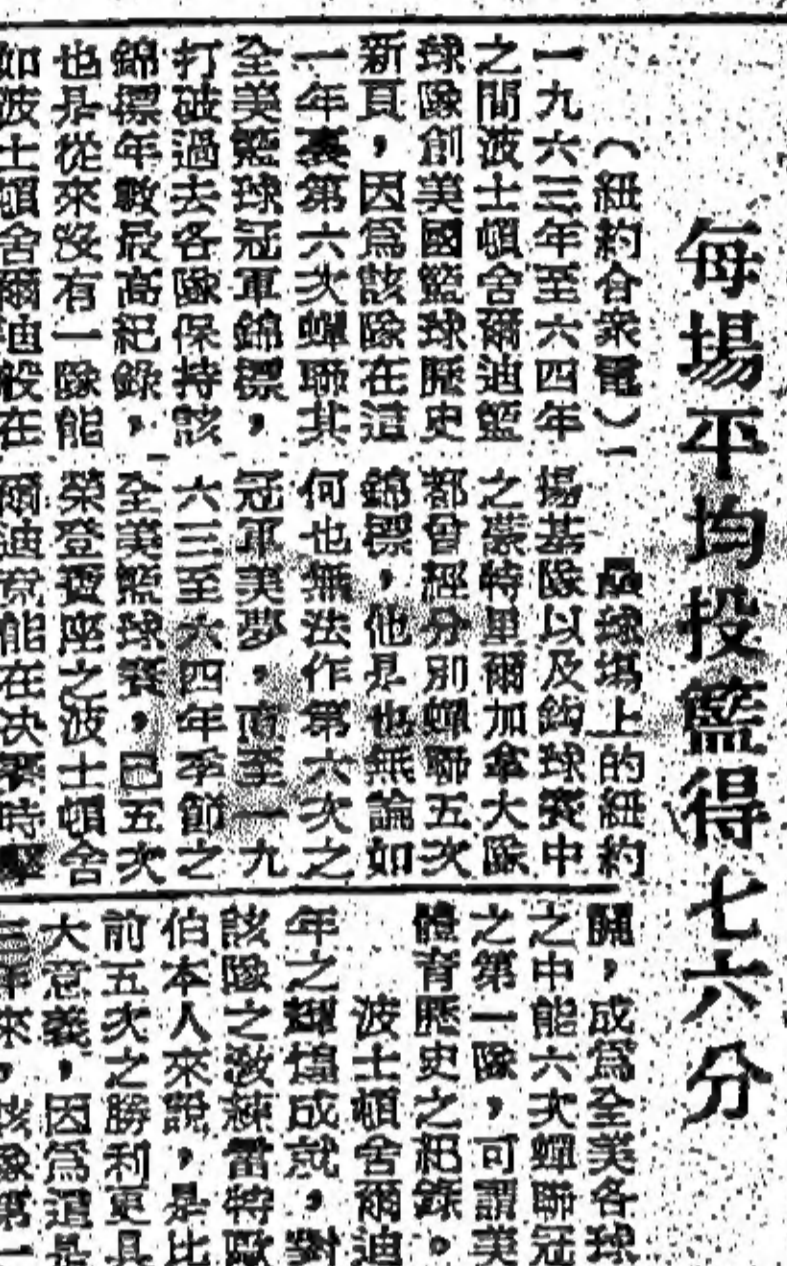 每場平均投籃得七六分
（紐約合衆電）一
九六三年至六四年
之間波士頓舍爾迪籃
球隊創美國籃球歷史
新頁，因爲該隊在這
一年裏第六次蟬聯其
全美籃球冠軍錦標，
打破過去各隊保持該
錦標年數最高紀錄，
也是從來沒有一隊能
如波士頓舍爾迪般在
壘球場上的紐約
揚基隊以及鈎球賽中
之蒙特里爾加拿大隊
都曾經分別蟬聯五次
錦標，他是也無論如
何也無法作第六次之
冠軍美夢，直至一九
六三至六四年季節之
全美籃球賽，已五次
榮登寶座之波士頓舍
爾迪竟能在决賽時擊
關，成爲全美各球
之中能六次蟬聯冠
之第一隊，可謂美
體育歷史之紀錄。
波士頓舍爾迪
年之輝煌成就，對
該隊之敎練雷特歐
伯本人來說，是比
前五次之勝利更具
大意義，因爲這是
年來，該隊第一